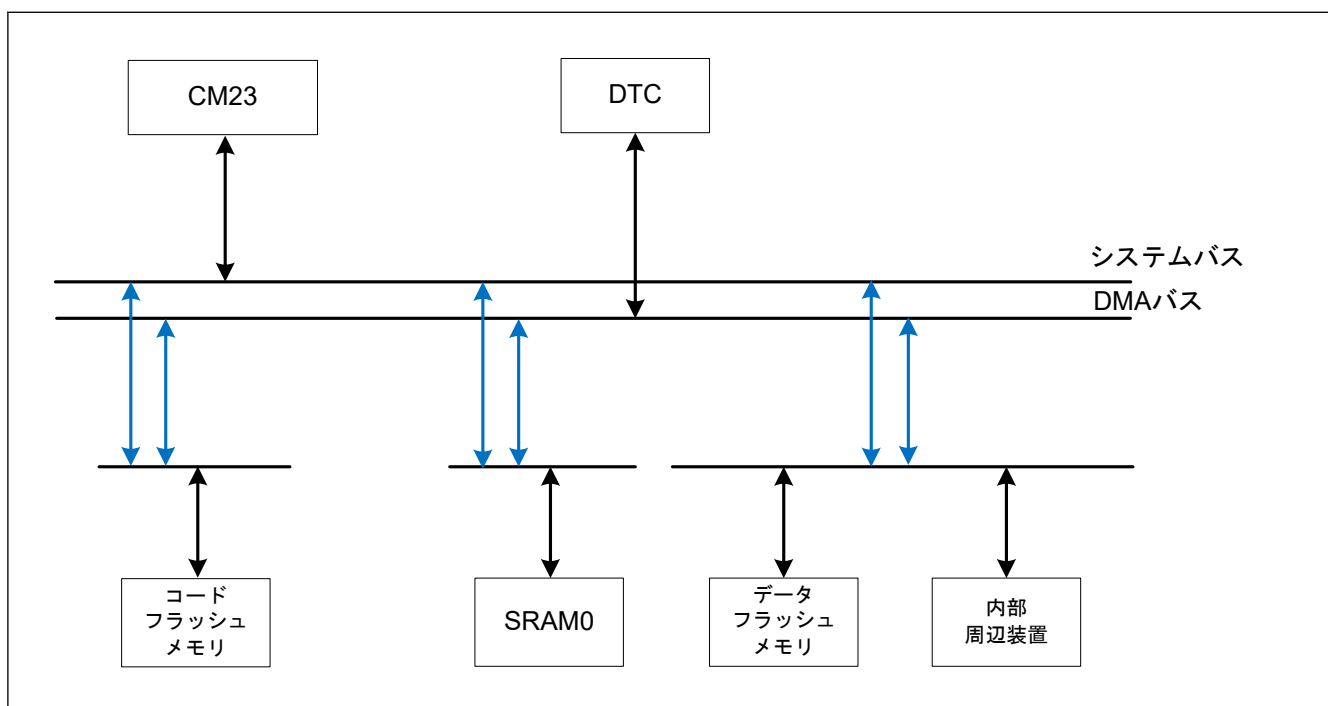 CM23
DTC
システムバス
DMAバス
コード
フラッシュ
メモリ
SRAM0
データ
フラッシュ
メモリ
内部
周辺装置